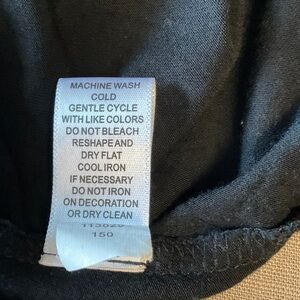 MACHINE WASH
COLD
GENTLE CYCLE
WITH LIKE COLORS
DO NOT BLEACH
RESHAPE AND
DRY FLAT
COOL IRON
IF NECESSARY
DO NOT IRON
ON DECORATION
OR DRY CLEAN
150